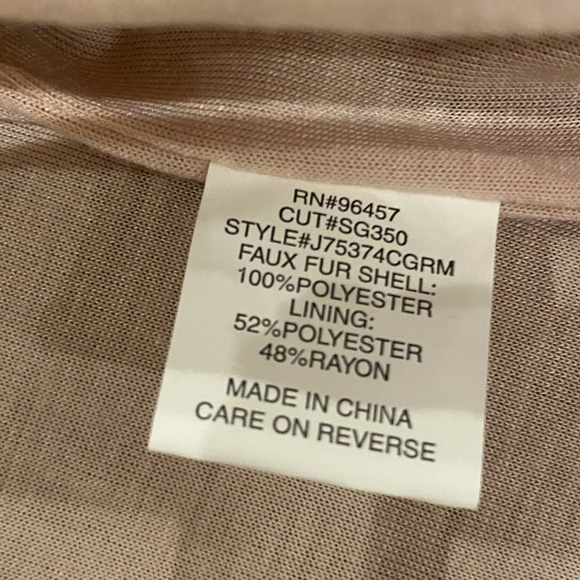 RN#96457
CUT#SG350
STYLE#J75374CGRM
FAUX FUR SHELL:
100%POLYESTER
LINING:
52%POLYESTER
48%RAYON
MADE IN CHINA
CARE ON REVERSE